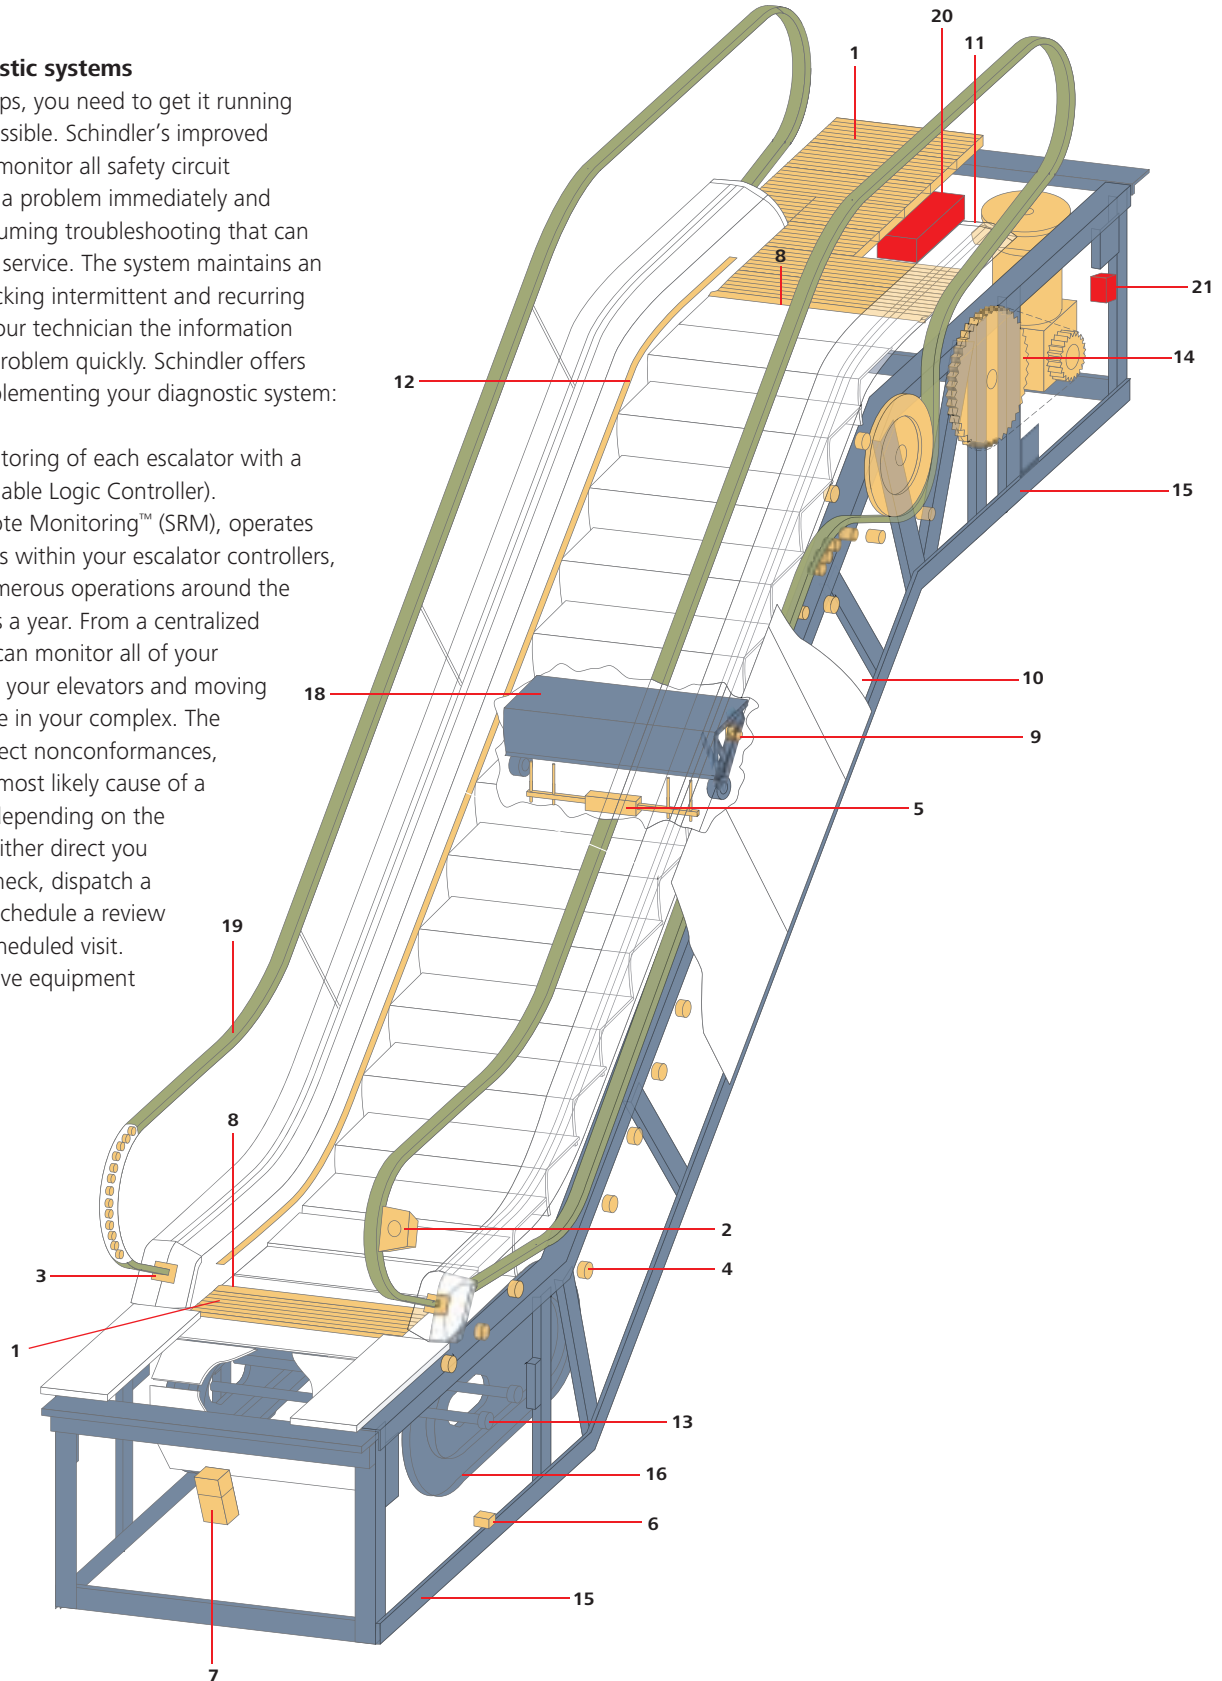 stic systems
ps, you need to get it running
ssible. Schindler’s improved
monitor all safety circuit
a problem immediately and
uming troubleshooting that can
service. The system maintains an
cking intermittent and recurring
our technician the information
roblem quickly. Schindler offers
plementing your diagnostic system:
toring of each escalator with a
able Logic Controller).
ote Monitoring™ (SRM), operates
s within your escalator controllers,
umerous operations around the
s a year. From a centralized
can monitor all of your
your elevators and moving
e in your complex. The
ect nonconformances,
most likely cause of a
depending on the
ither direct you
heck, dispatch a
schedule a review
heduled visit.
ve equipment
20
11
1
8
21
14
12
15
10
18
9
5
19
8
2
3
4
1
13
16
6
15
7